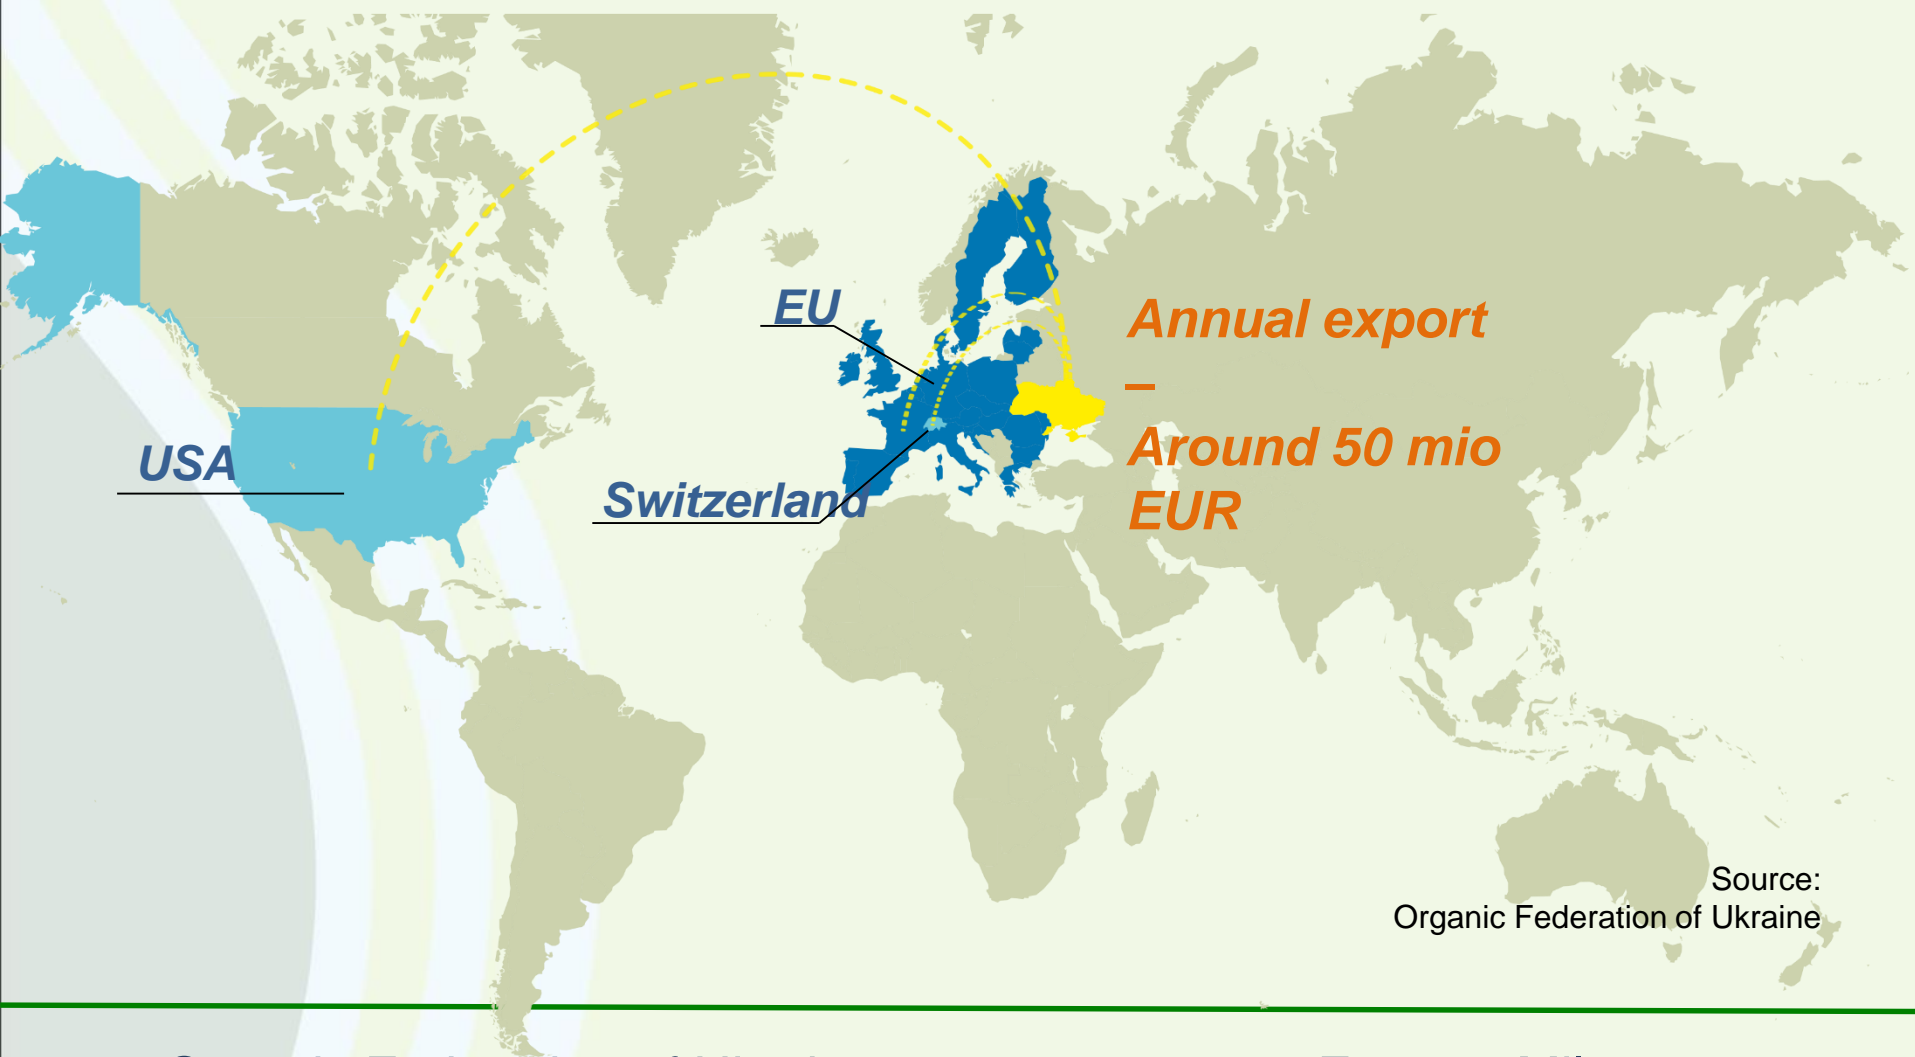 EU
Annual export
–
Around 50 mio
EUR
USA
Switzerland
Source:
Organic Federation of Ukraine